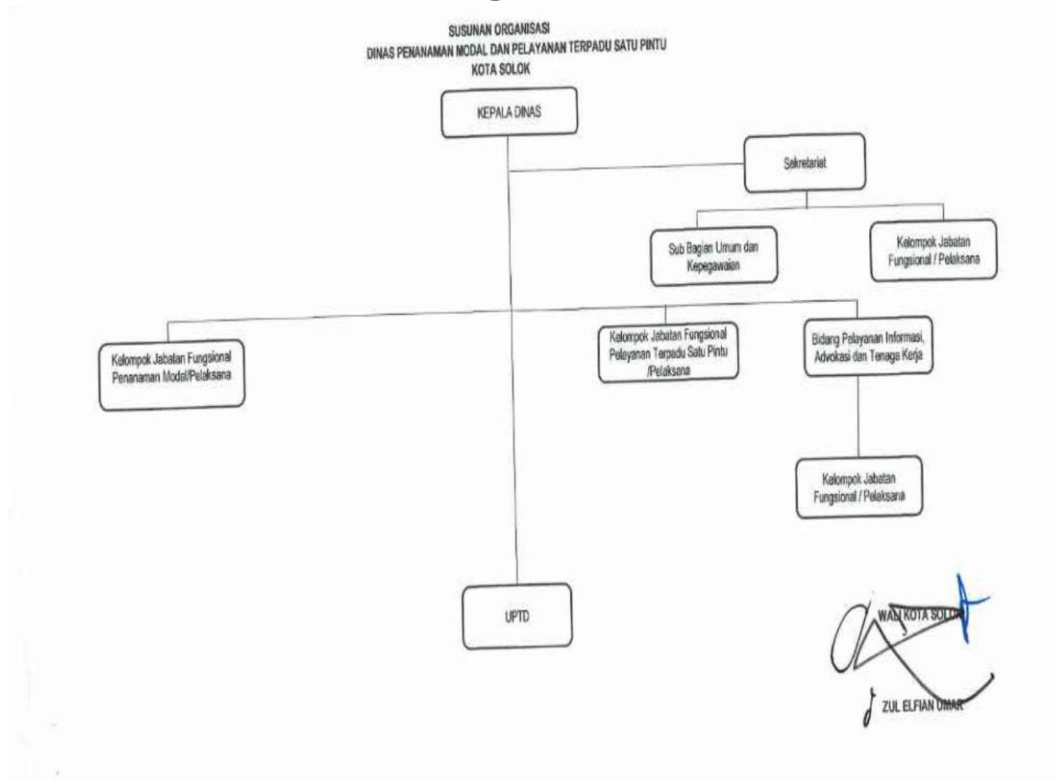 SUSUNAN ORGANISASI
DINAS PENANAMAN MODAL DAN PELAYANAN TERPADU SATU PINTU
KOTA SOLOK
KEPALA DINAS
Sekretariat
Sub Bagian Umum dan
Kepegawaian
Kelompok Jabatan
Fungsional / Pelaksana
Kelompok Jabatan Fungsional
Penanaman Modal/Pelaksana
Kelompok Jabatan Fungsional
Pelayanan Terpadu Satu Pintu
/Pelaksana
Bidang Pelayanan Informasi,
Advokasi dan Tenaga Kerja
Kelompok Jabatan
Fungsional / Pelaksana
UPTD
WALI KOTA SOLOK
ZUL ELFIAN UMAR